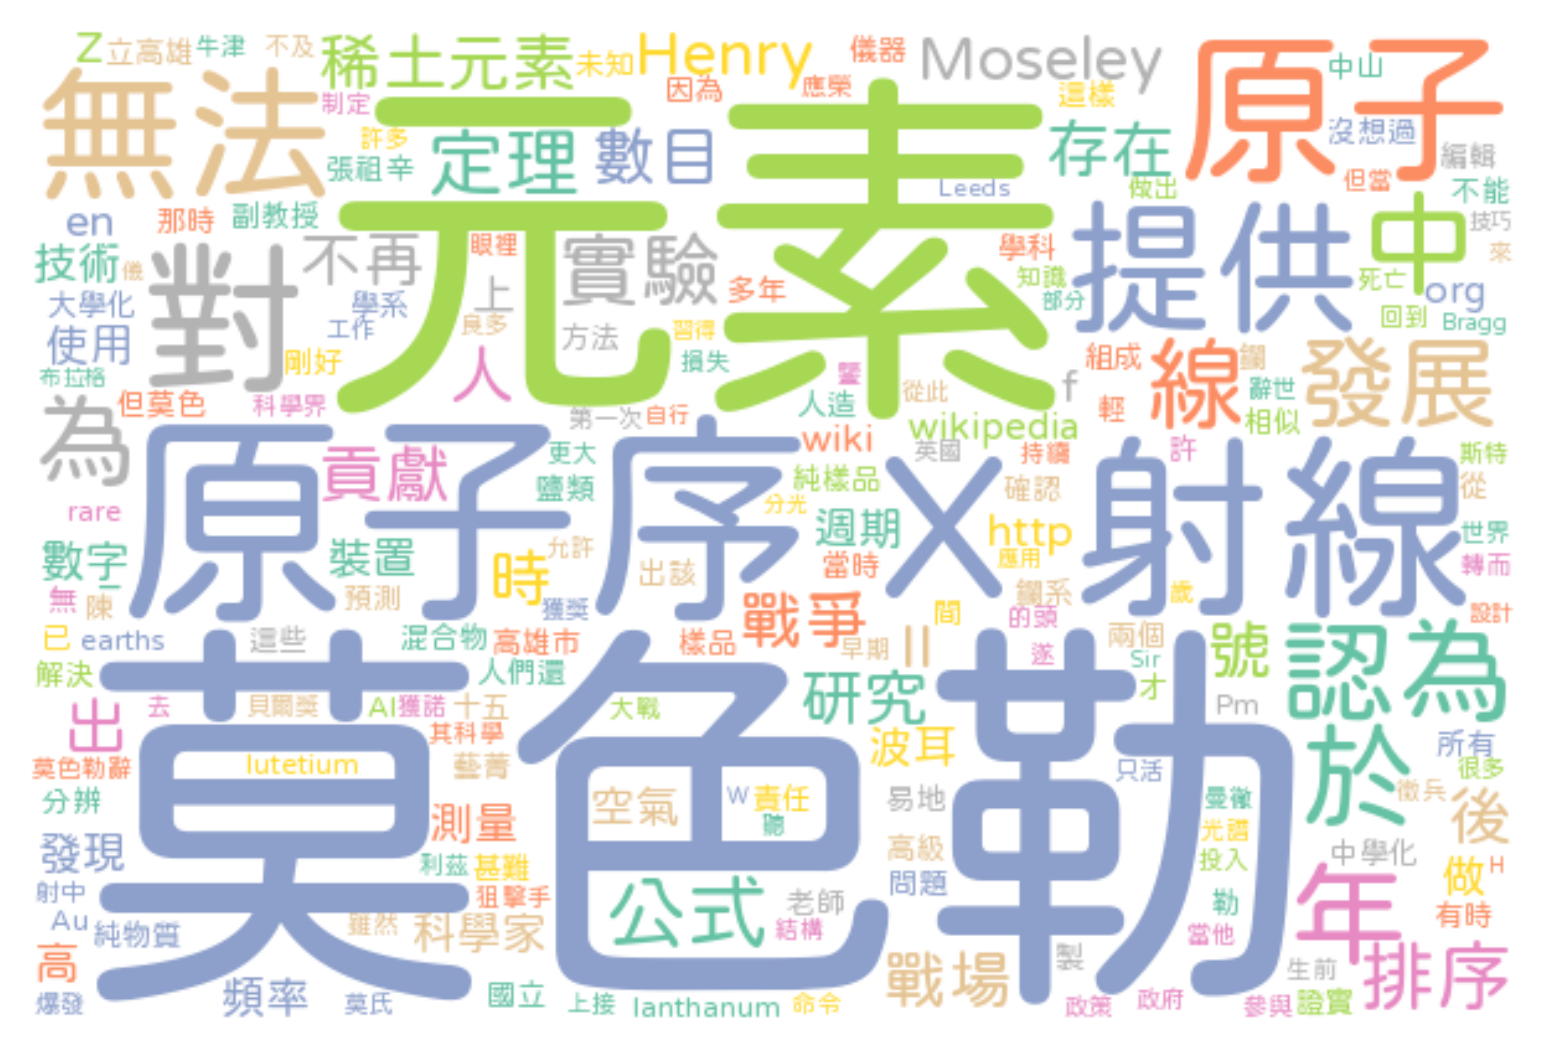 Z 立高雄 牛津 不及 稀土元素 未知 Henry 儀器 Moseley 原子 中山
無法 制定 因為 應榮 這樣 沒想過
許多 定理 數目 存在 編輯
張祖辛 元素 Leeds 做出 但當 不能
en 那時 副教授 提供 中 技巧
技術 儀 對 不再 眼裡 實驗 學科 來
大學化 學系 上 多年 知識 部分 死亡 org
使用 工作 良多 方法 習得 回到 Bragg
布拉格 剛好 人 損失 組成 線 鑭 發展
為 但莫色 科學界 第一次 自行 鑒 人造 從此 f 輕 辭世 相似
原子序 貢獻 更大 wiki wikipedia 英國 持續 許 X射線 斯特
rare 鹽類 純樣品 分光 確認 從
數字 裝置 時 允許 出該 週期 當時 http 應用 世界 轉而
無 陳 一 預測 獲獎 戰爭 間 鑭系 的頭 歲 設計
已 earths 這些 混合物 高雄市 樣品 早期 II 兩個 號 認為
解決 人們還 遂 Sir 才
出 去 貝爾獎 AI 獲諾 十五 大戰 研究 Pm 於 所有
莫色勒辭 其科學 莫色勒 波耳 只活 很多
分辨 lutetium 藝菁 空氣 W 責任 聽 易地 曼徹 徵兵 後
發現 測量 高級 光譜 中學化
射中 利茲 甚難 問題 投入 做 H
Au 純物質 雖然 狙擊手 科學家 公式 老師 結構 勒 當他 年 有時
高 戰場 製 生前 排序
爆發 頻率 莫氏 國立 上接 lanthanum 命令 政策 政府 參與 證實